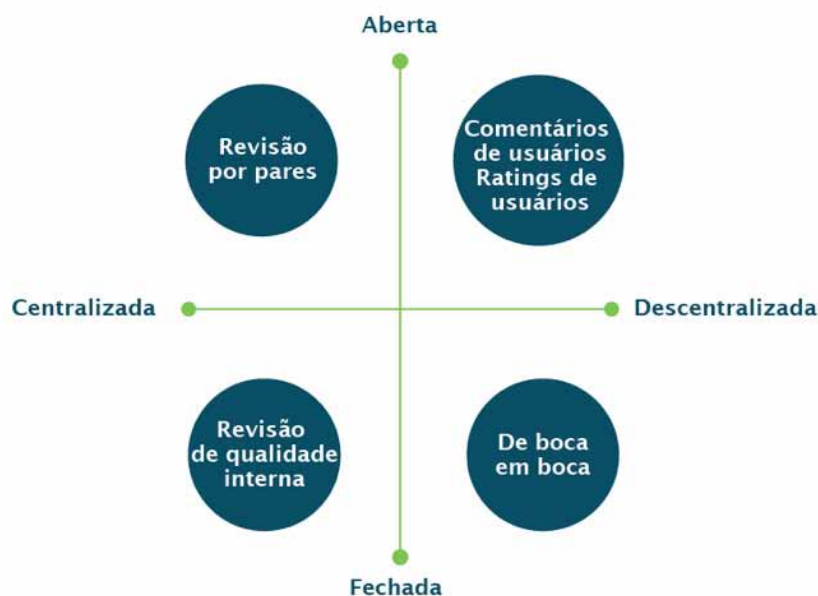 Aberta
Revisão
por pares
Comentários
de usuários
Ratings de
usuários
Centralizada
Descentralizada
Revisão
de qualidade
interna
De boca
em boca
Fechada